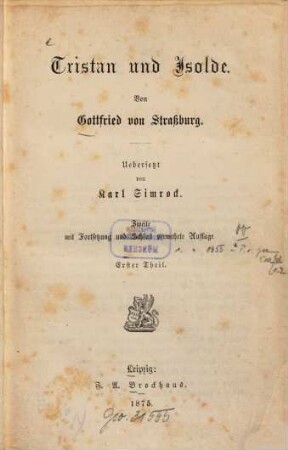 Tristan und Isolde.
Von
Gottfried von Straßburg.
Uebersetzt
von
Karl Simrock.
Zweite
mit Fortsetzung und Schluß vermehrte Auflage.
Erster Theil.
Leipzig:
F. A. Brockhaus.
1875.